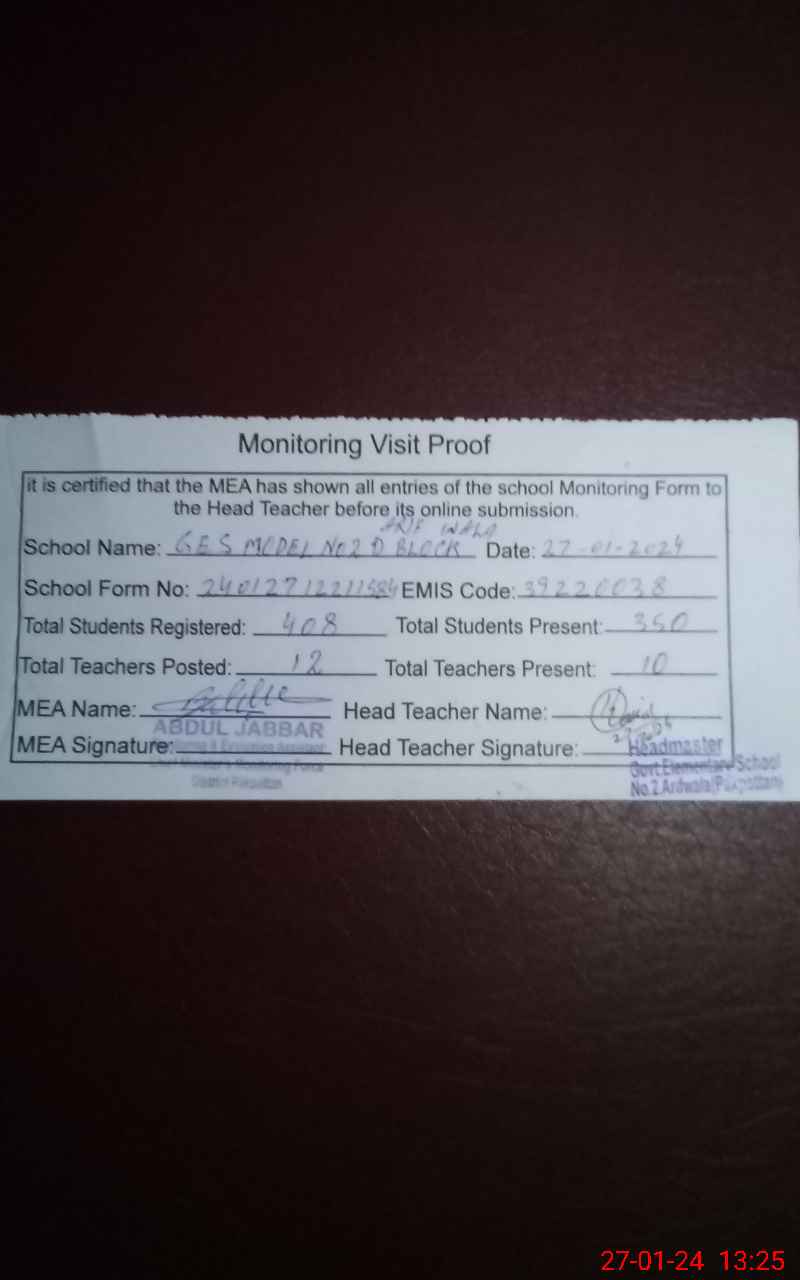 Monitoring Visit Proof
it is certified that the MEA has shown all entries of the school Monitoring Form to
the Head Teacher before its online submission.
ARIF WALA
School Name: GES MODEL No 2 D BLOCK Date: 27-01-2024
School Form No: 24012712211584 EMIS Code: 39220038
Total Students Registered: 408 Total Students Present: 350
Total Teachers Posted: 12 Total Teachers Present: 10
MEA Name: Head Teacher Name:
ABDUL JABBAR
MEA Signature: Head Teacher Signature: Headmaster
Govt.Elementary School
No.2 Arifwala(Pakpattan)
District Pakpattan
27-01-24 13:25